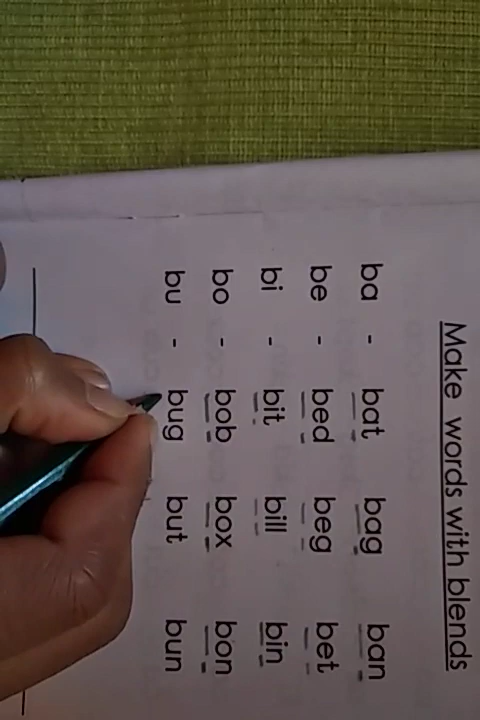 Make words with blends
ba - bat bag ban
be - bed beg bet
bi - bit bill bin
bo - bob box bon
bu - bug but bun